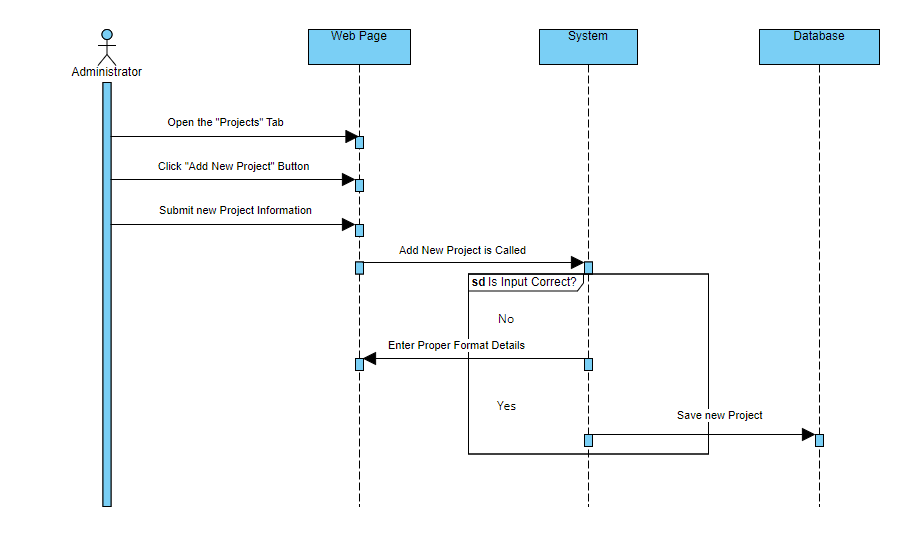 Web Page
System
Database
Administrator
Open the "Projects" Tab
Click "Add New Project" Button
Submit new Project Information
Add New Project is Called
sd Is Input Correct?
No
Enter Proper Format Details
Yes
Save new Project